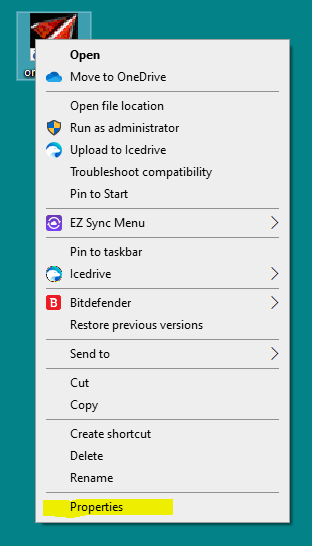 Open
Move to OneDrive
Open file location
Run as administrator
Upload to Icedrive
Troubleshoot compatibility
Pin to Start
EZ Sync Menu
Pin to taskbar
Icedrive
B Bitdefender
Restore previous versions
Send to
Cut
Copy
Create shortcut
Delete
Rename
Properties